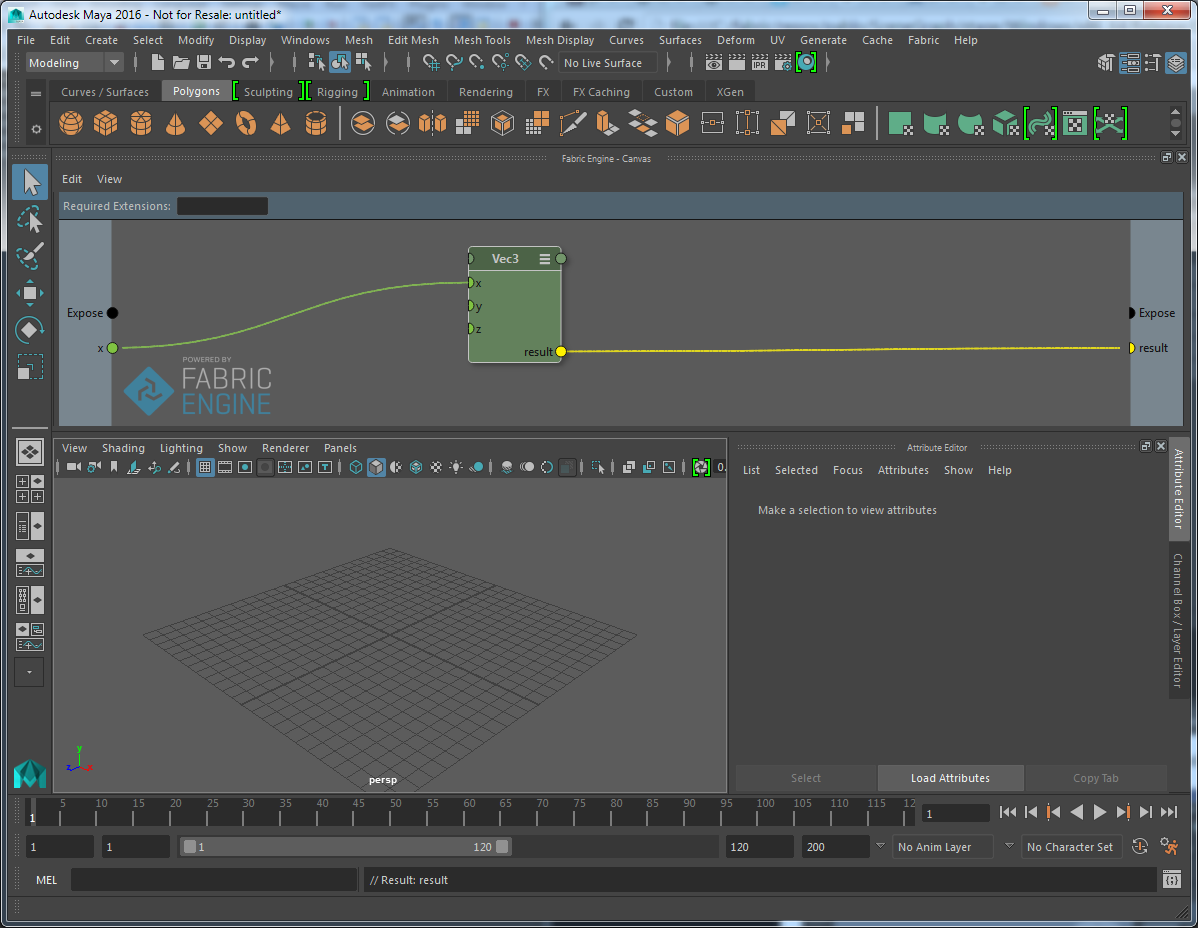 Autodesk Maya 2016 - Not for Resale: untitled*
File Edit Create Select Modify Display Windows Mesh Edit Mesh Mesh Tools Mesh Display Curves Surfaces Deform UV Generate Cache Fabric Help
Modeling No Live Surface IPR
Curves / Surfaces Polygons Sculpting Rigging Animation Rendering FX FX Caching Custom XGen
Fabric Engine - Canvas
Edit View
Required Extensions:
Vec3
x
y
z
result
Expose
x
Expose
result
POWERED BY
FABRIC
ENGINE
View Shading Lighting Show Renderer Panels
0.
persp
y
z
x
Attribute Editor
List Selected Focus Attributes Show Help
Make a selection to view attributes
Select Load Attributes Copy Tab
Attribute Editor
Channel Box / Layer Editor
5 10 15 20 25 30 35 40 45 50 55 60 65 70 75 80 85 90 95 100 105 110 115 12
1
1
1 1 1 120 120 200 No Anim Layer No Character Set
MEL // Result: result